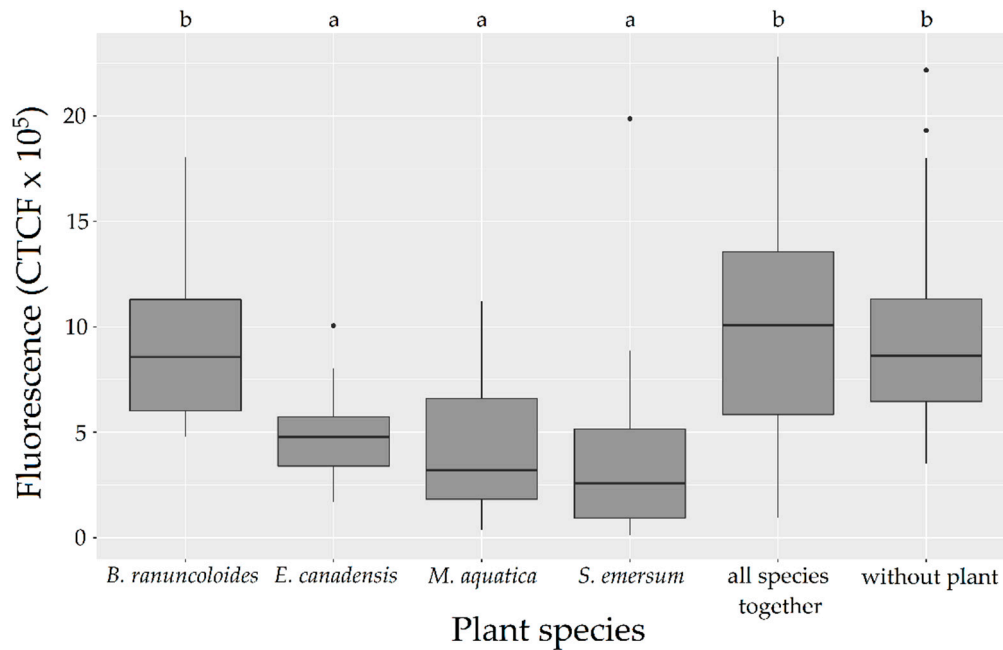 b a a a b b
Fluorescence (CTCF x 10⁵)
20
15
10
5
0
B. ranuncoloides E. canadensis M. aquatica S. emersum all species without plant
together
Plant species